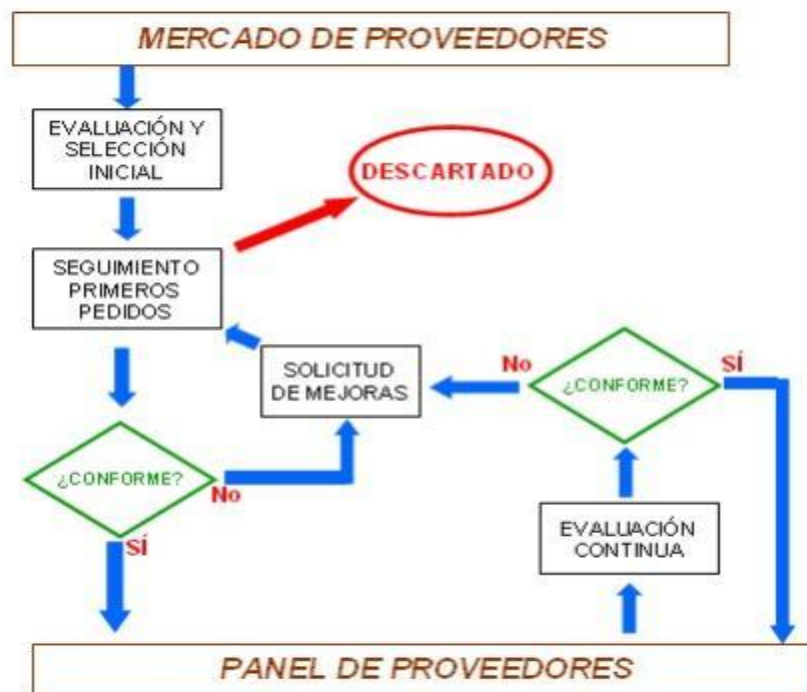 MERCADO DE PROVEEDORES
EVALUACIÓN Y
SELECCIÓN
INICIAL
DESCARTADO
SEGUIMIENTO
PRIMEROS
PEDIDOS
SOLICITUD
DE MEJORAS
No
¿CONFORME?
SÍ
¿CONFORME?
No
SÍ
EVALUACIÓN
CONTINUA
PANEL DE PROVEEDORES